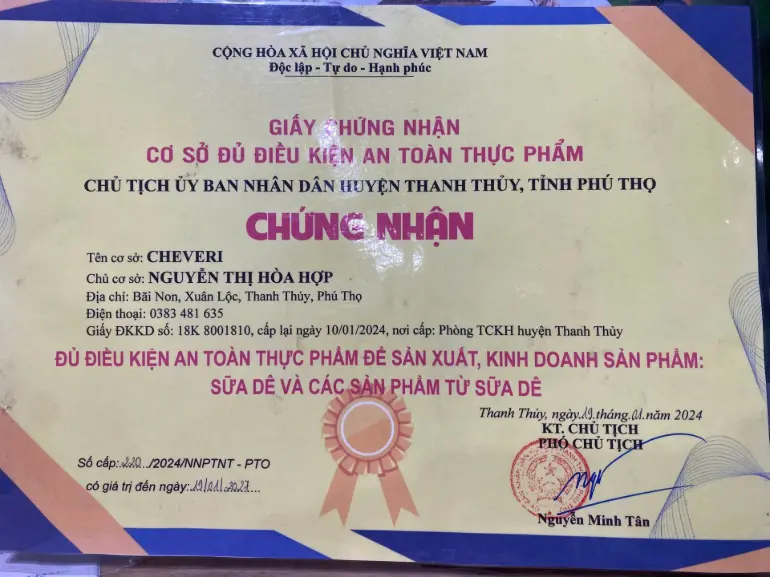 CỘNG HÒA XÃ HỘI CHỦ NGHĨA VIỆT NAM
Độc lập - Tự do - Hạnh phúc
GIẤY CHỨNG NHẬN
CƠ SỞ ĐỦ ĐIỀU KIỆN AN TOÀN THỰC PHẨM
CHỦ TỊCH ỦY BAN NHÂN DÂN HUYỆN THANH THỦY, TỈNH PHÚ THỌ
CHỨNG NHẬN
Tên cơ sở: CHEVERI
Chủ cơ sở: NGUYỄN THỊ HÒA HỢP
Địa chỉ: Bãi Non, Xuân Lộc, Thanh Thủy, Phú Thọ
Điện thoại: 0383 481 635
Giấy ĐKKD số: 18K 8001810, cấp lại ngày 10/01/2024, nơi cấp: Phòng TCKH huyện Thanh Thủy
ĐỦ ĐIỀU KIỆN AN TOÀN THỰC PHẨM ĐỂ SẢN XUẤT, KINH DOANH SẢN PHẨM:
SỮA DÊ VÀ CÁC SẢN PHẨM TỪ SỮA DÊ
Thanh Thủy, ngày 19 tháng 01 năm 2024
KT. CHỦ TỊCH
PHÓ CHỦ TỊCH
Số cấp: 220 /2024/NNPTNT - PTO
có giá trị đến ngày: 19/01/2027...
Nguyễn Minh Tân